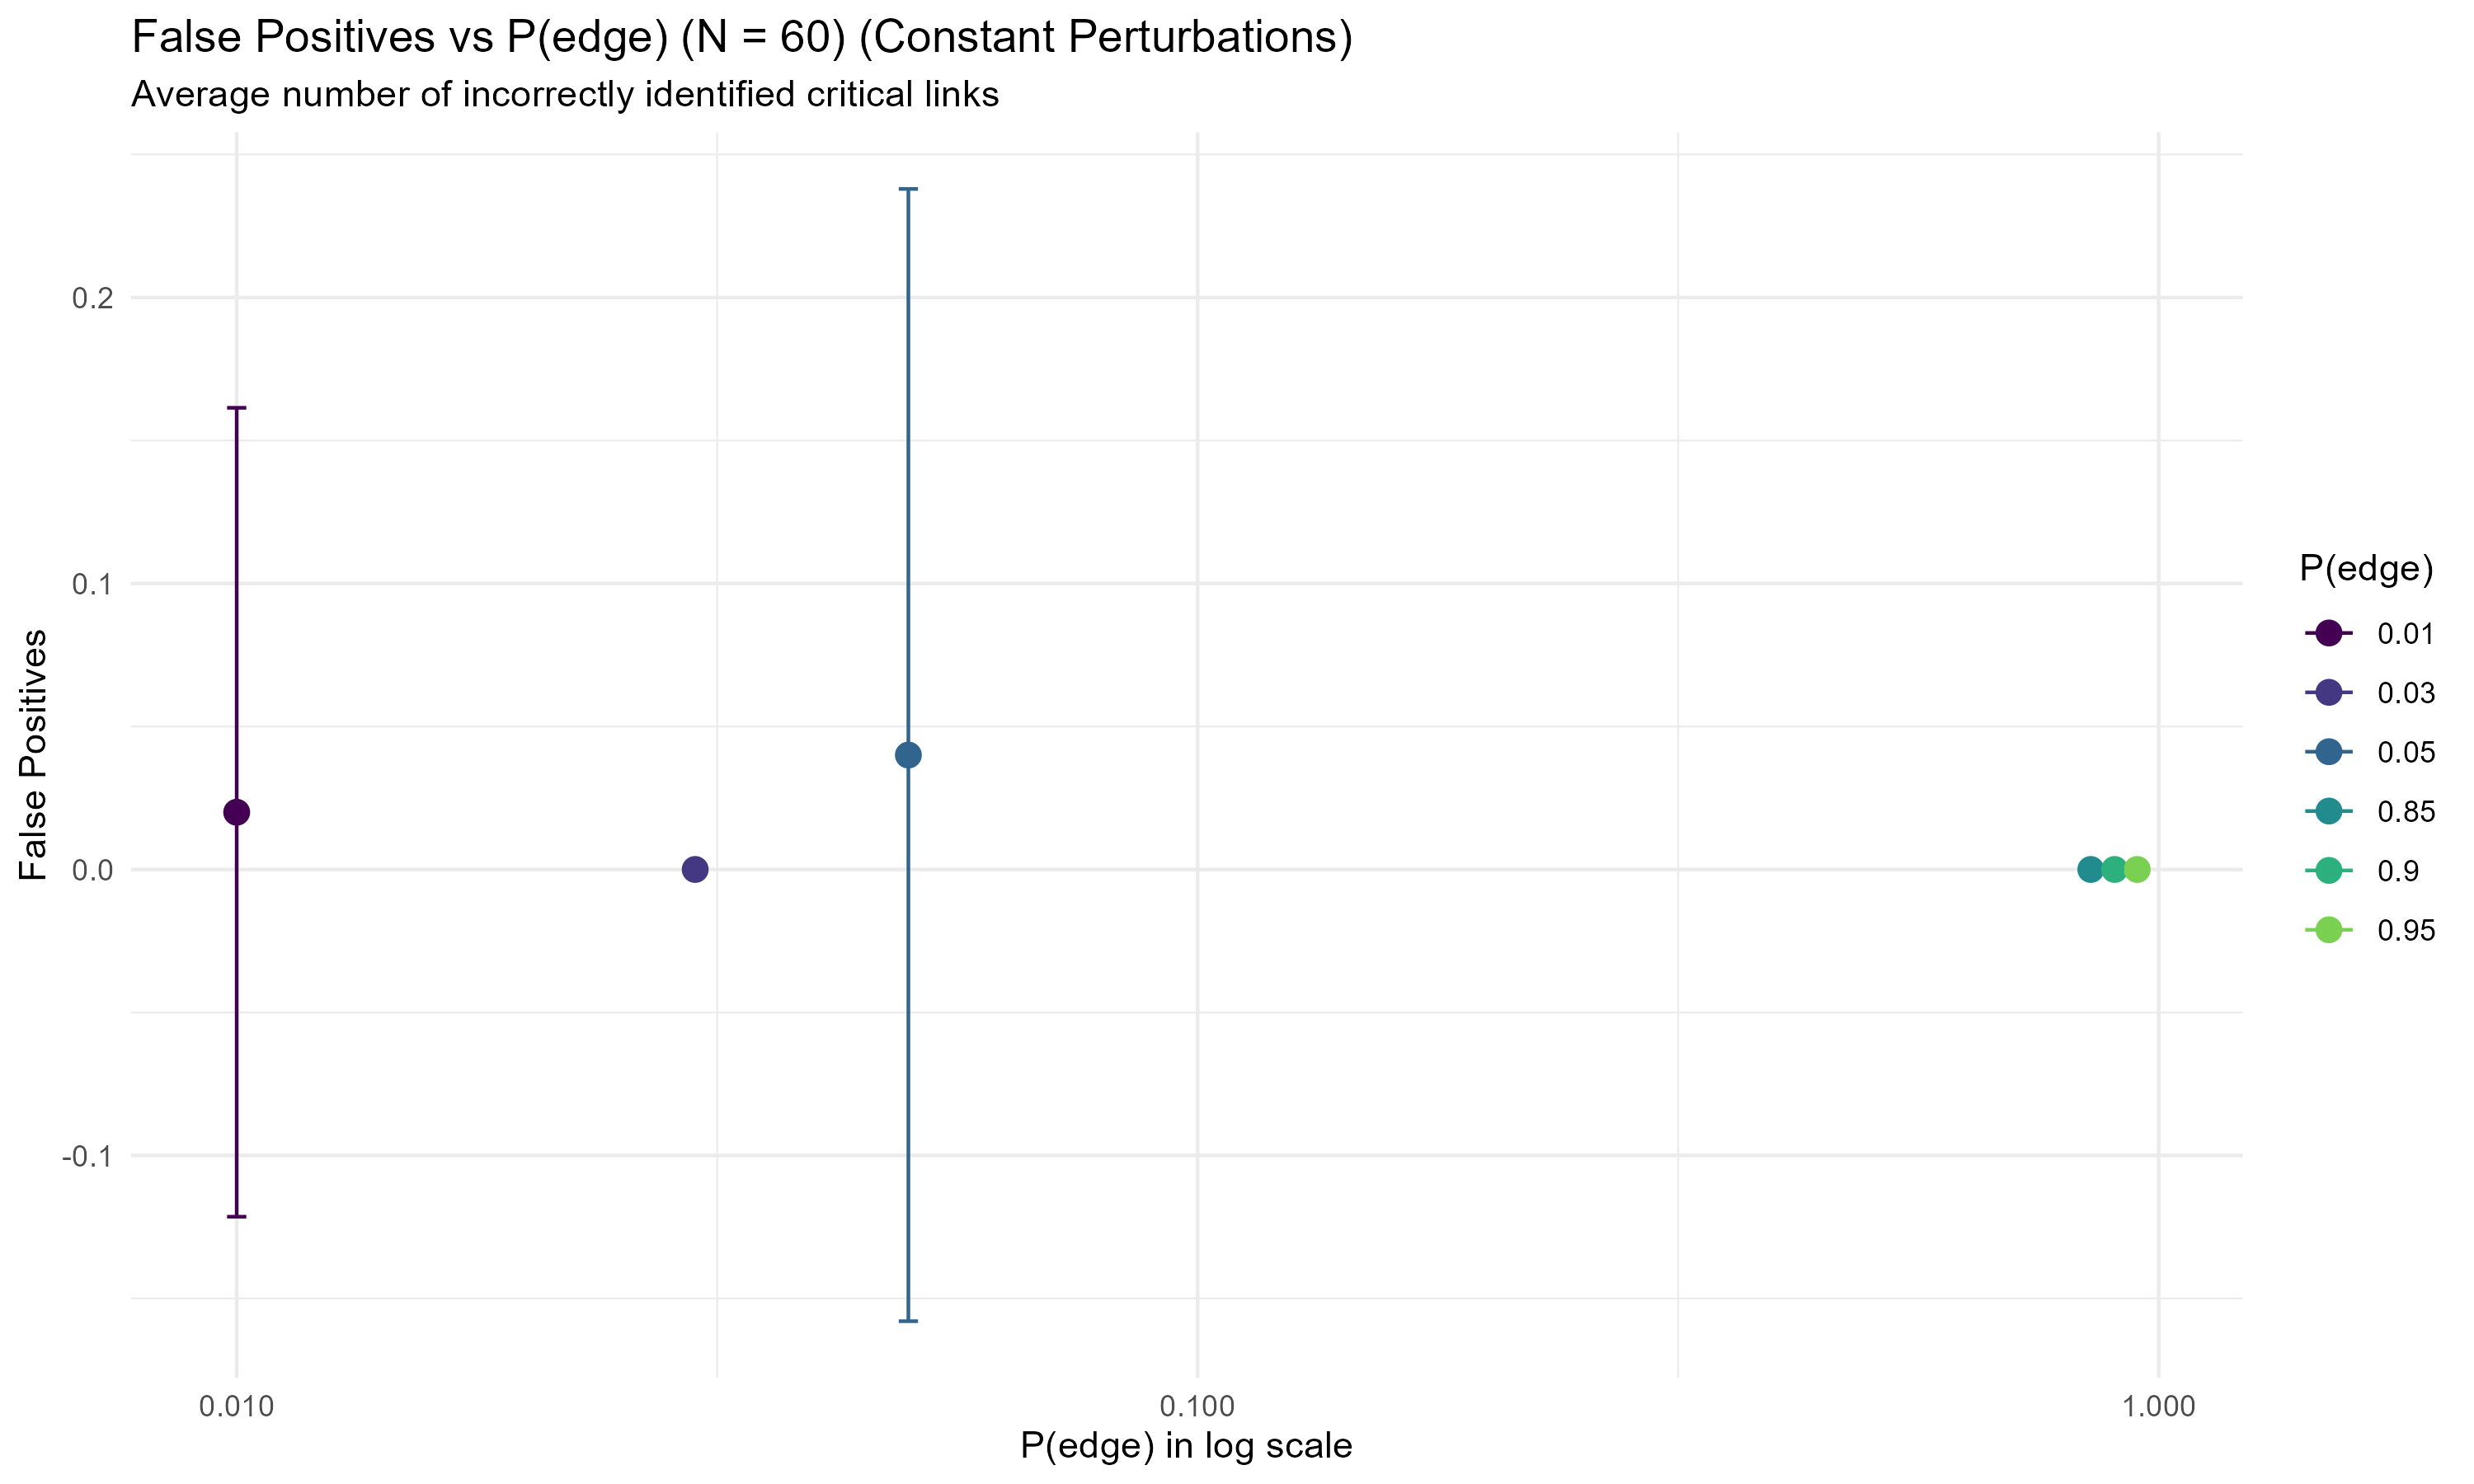 False Positives vs P(edge) (N = 60) (Constant Perturbations)
Average number of incorrectly identified critical links
False Positives
0.2
0.1
0.0
-0.1
0.010
0.100
1.000
P(edge) in log scale
P(edge)
0.01
0.03
0.05
0.85
0.9
0.95